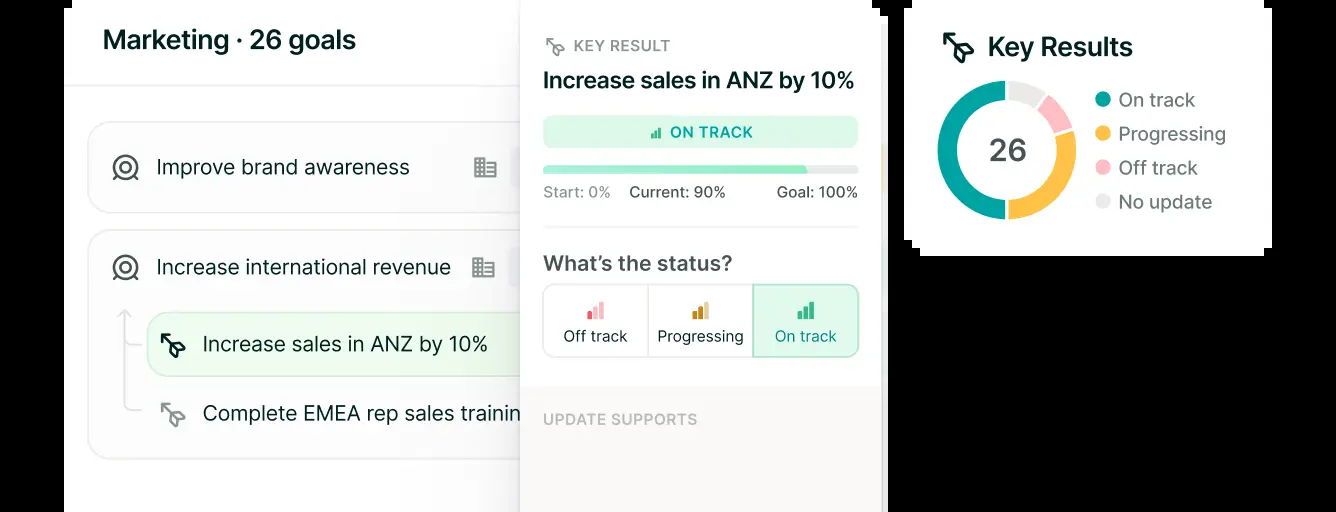 Marketing · 26 goals
Improve brand awareness
Increase international revenue
Increase sales in ANZ by 10%
Complete EMEA rep sales
KEY RESULT
Increase sales in ANZ by 10%
ON TRACK
Start: 0% Current: 90% Goal: 100%
What’s the status?
Off track Progressing On track
UPDATE SUPPORTS
Key Results
26
On track
Progressing
Off track
No update